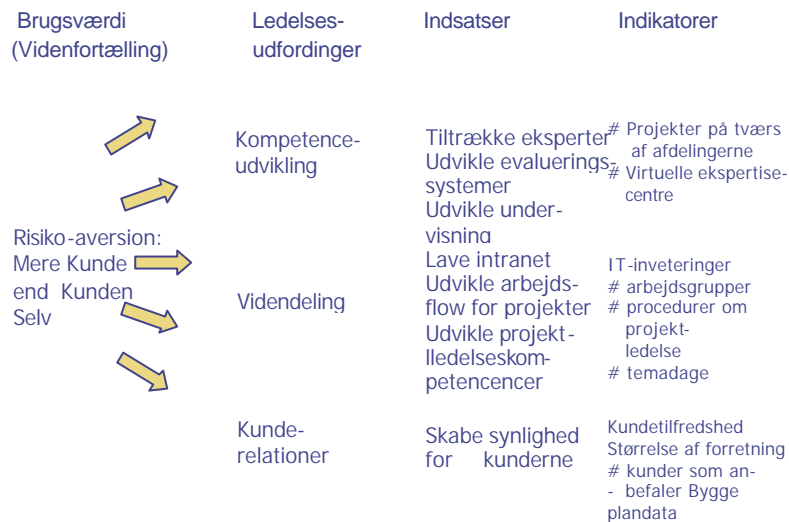 Brugsværdi
(Videnfortælling)
Ledelses-
udfordinger
Indsatser
Indikatorer
Risiko-aversion:
Mere Kunde
end Kunden
Selv
Kompetence-
udvikling
Videndeling
Kunde-
relationer
Tiltrække eksperter
Udvikle evaluerings-
systemer
Udvikle under-
visning
Lave intranet
Udvikle arbejds-
flow for projekter
Udvikle projekt-
lledelseskom-
petencencer
Skabe synlighed
for kunderne
# Projekter på tværs
af afdelingerne
# Virtuelle ekspertise-
centre
IT-inveteringer
# arbejdsgrupper
# procedurer om
projekt-
ledelse
# temadage
Kundetilfredshed
Størrelse af forretning
# kunder som an-
- befaler Bygge
plandata